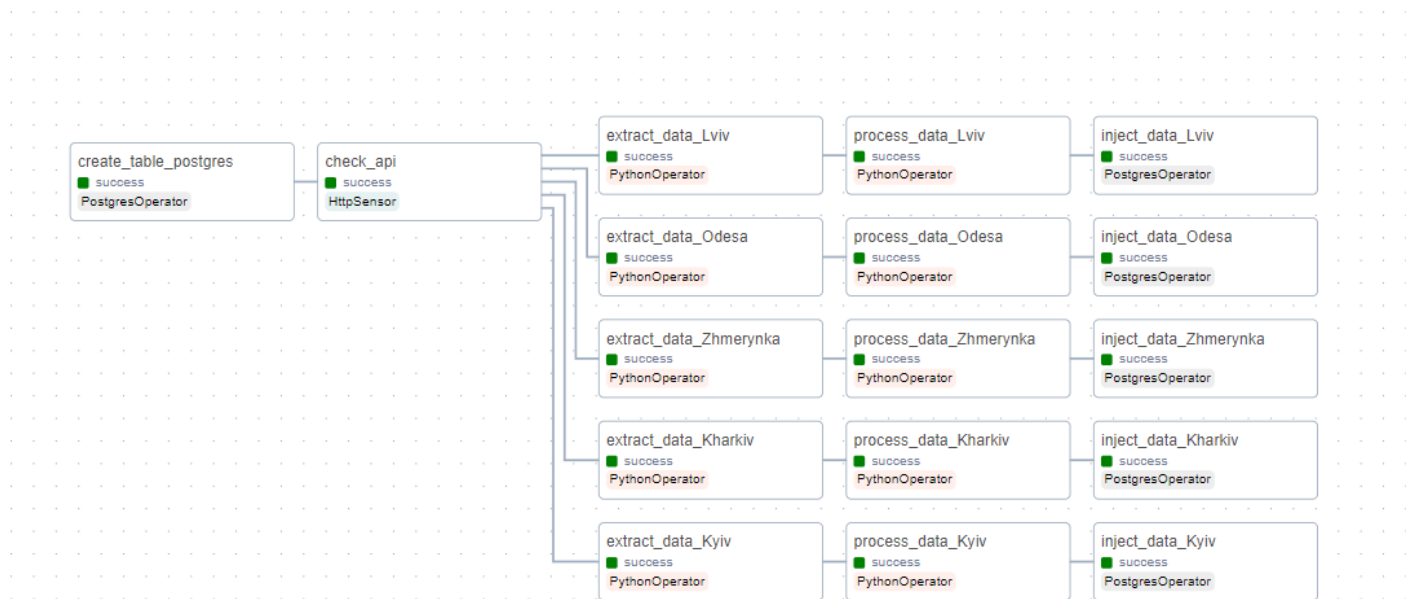 create_table_postgres
success
PostgresOperator
check_api
success
HttpSensor
extract_data_Lviv
success
PythonOperator
process_data_Lviv
success
PythonOperator
inject_data_Lviv
success
PostgresOperator
extract_data_Odesa
success
PythonOperator
process_data_Odesa
success
PythonOperator
inject_data_Odesa
success
PostgresOperator
extract_data_Zhmerynka
success
PythonOperator
process_data_Zhmerynka
success
PythonOperator
inject_data_Zhmerynka
success
PostgresOperator
extract_data_Kharkiv
success
PythonOperator
process_data_Kharkiv
success
PythonOperator
inject_data_Kharkiv
success
PostgresOperator
extract_data_Kyiv
success
PythonOperator
process_data_Kyiv
success
PythonOperator
inject_data_Kyiv
success
PostgresOperator